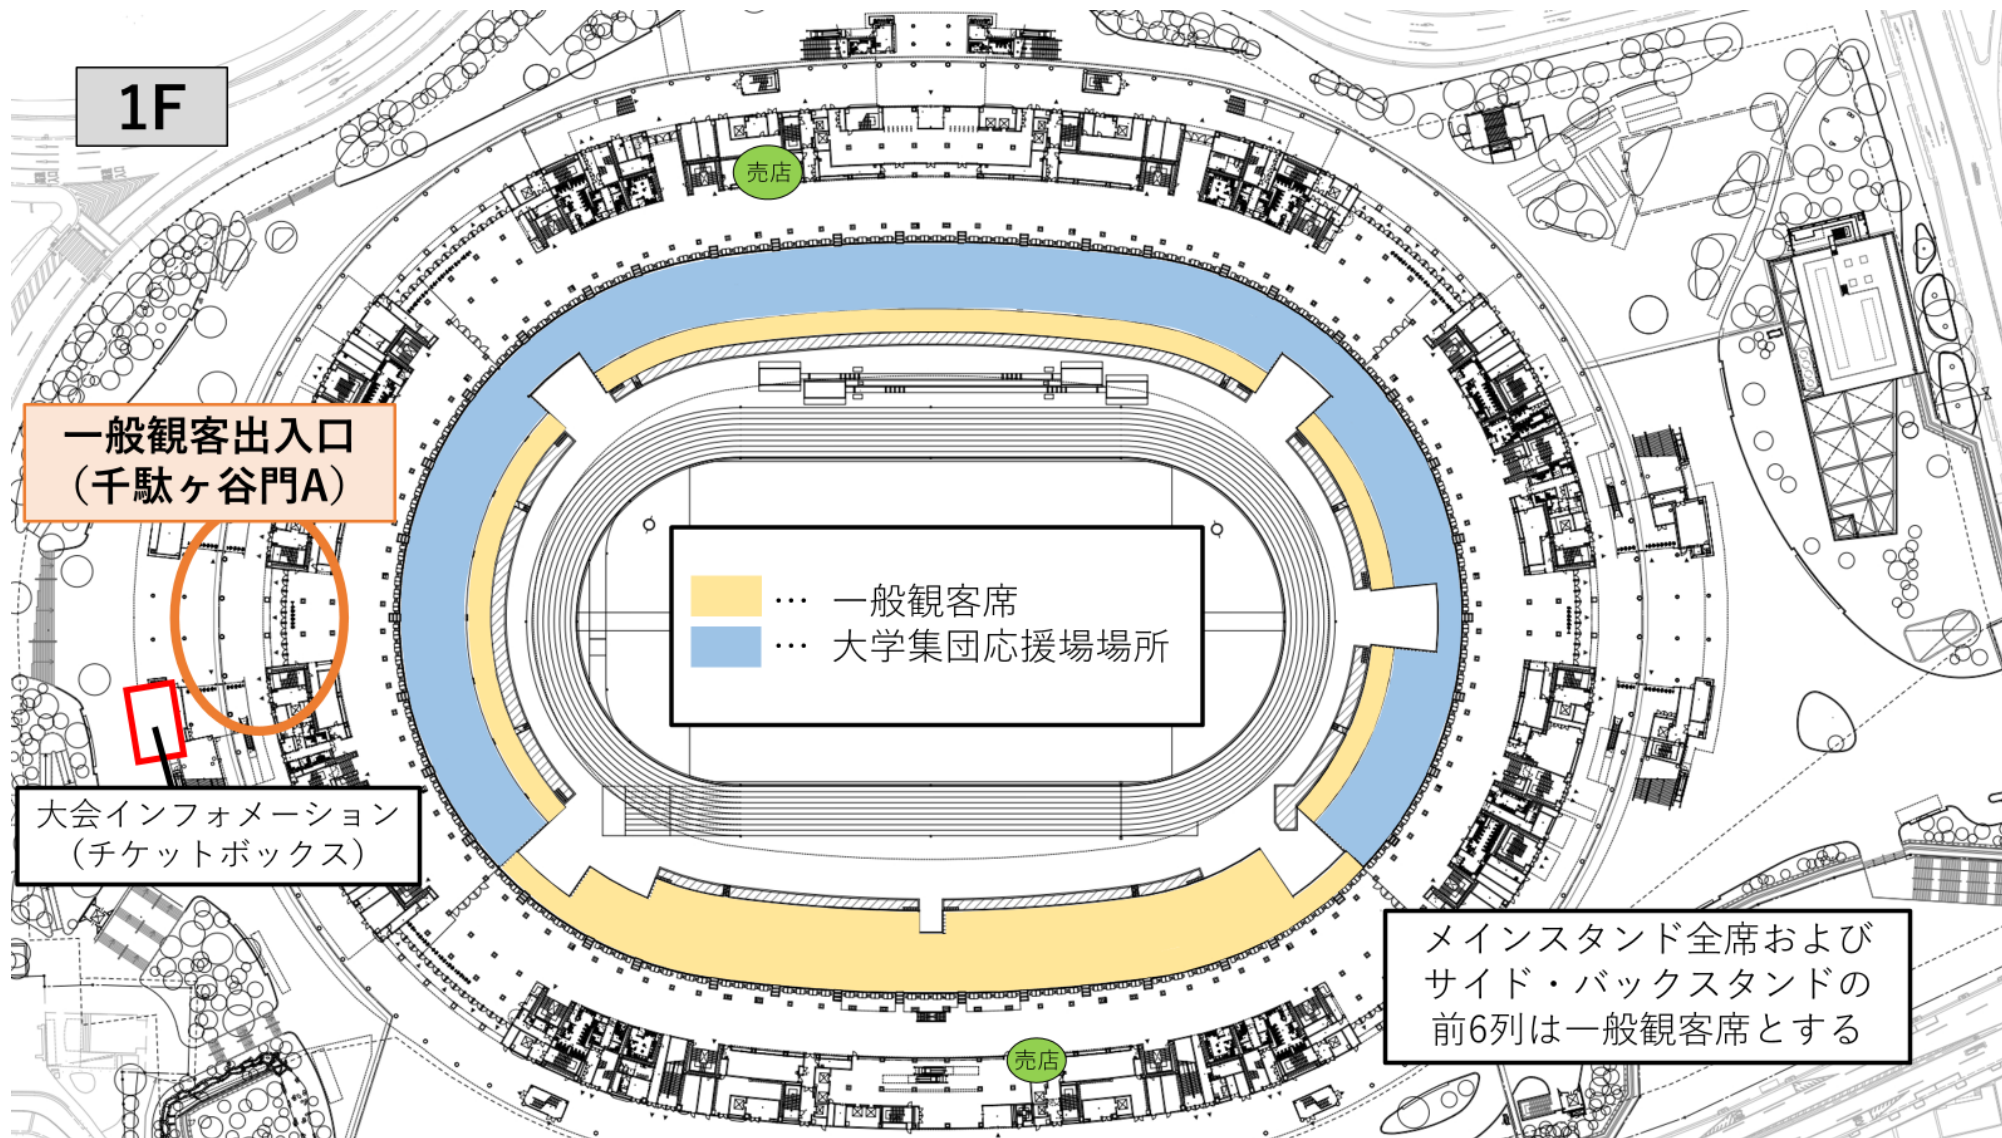 1F
売店
一般観客出入口
（千駄ヶ谷門A）
… 一般観客席
… 大学集団応援場場所
大会インフォメーション
（チケットボックス）
メインスタンド全席および
サイド・バックスタンドの
前6列は一般観客席とする
売店